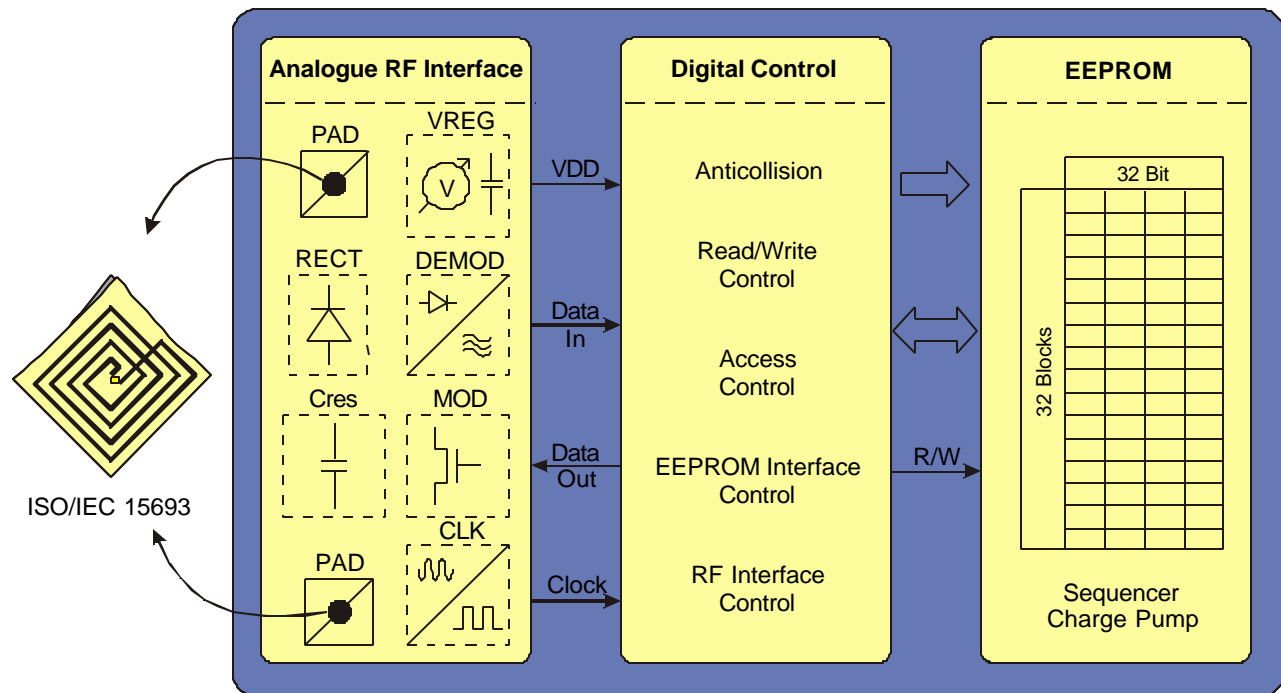 Analogue RF Interface
PAD
VREG
V
RECT
DEMOD
Cres
MOD
CLK
PAD
ISO/IEC 15693
VDD
Data
In
Data
Out
Clock
Digital Control
Anticollision
Read/Write
Control
Access
Control
EEPROM Interface
Control
RF Interface
Control
R/W
EEPROM
32 Bit
32 Blocks
Sequencer
Charge Pump